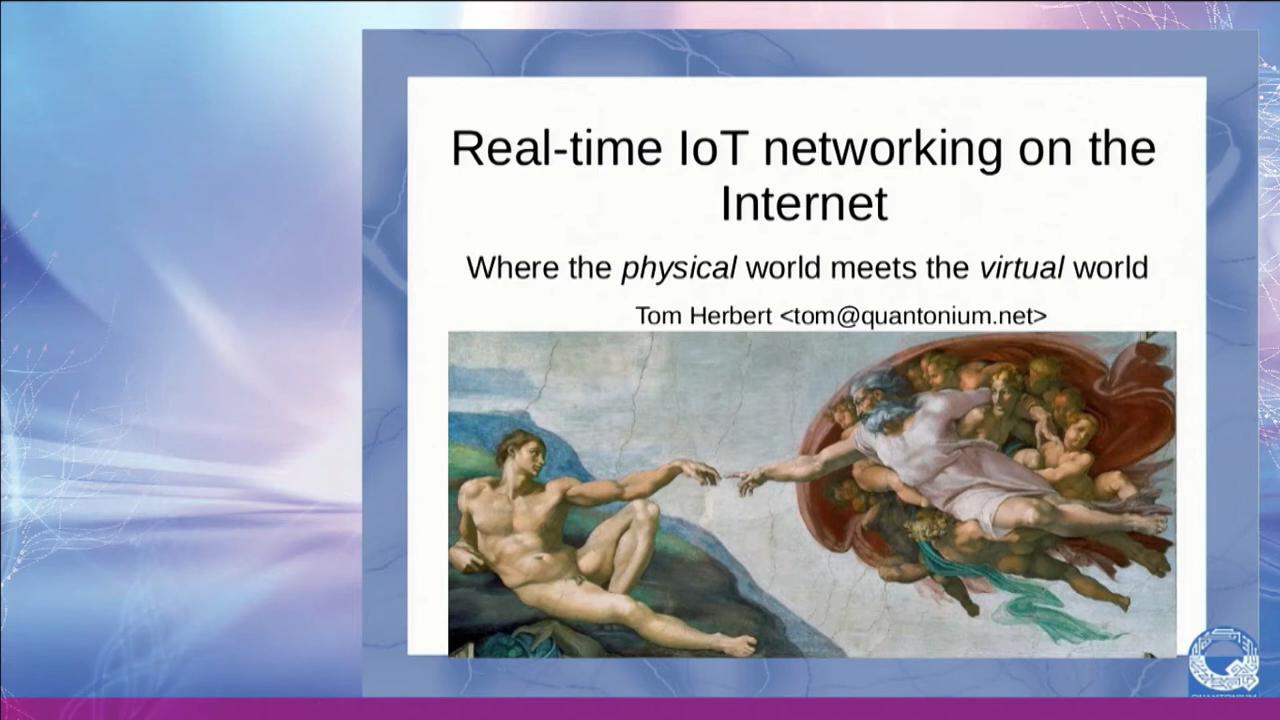 Real-time IoT networking on the
Internet
Where the physical world meets the virtual world
Tom Herbert <tom@quantonium.net>
QUANTONIUM